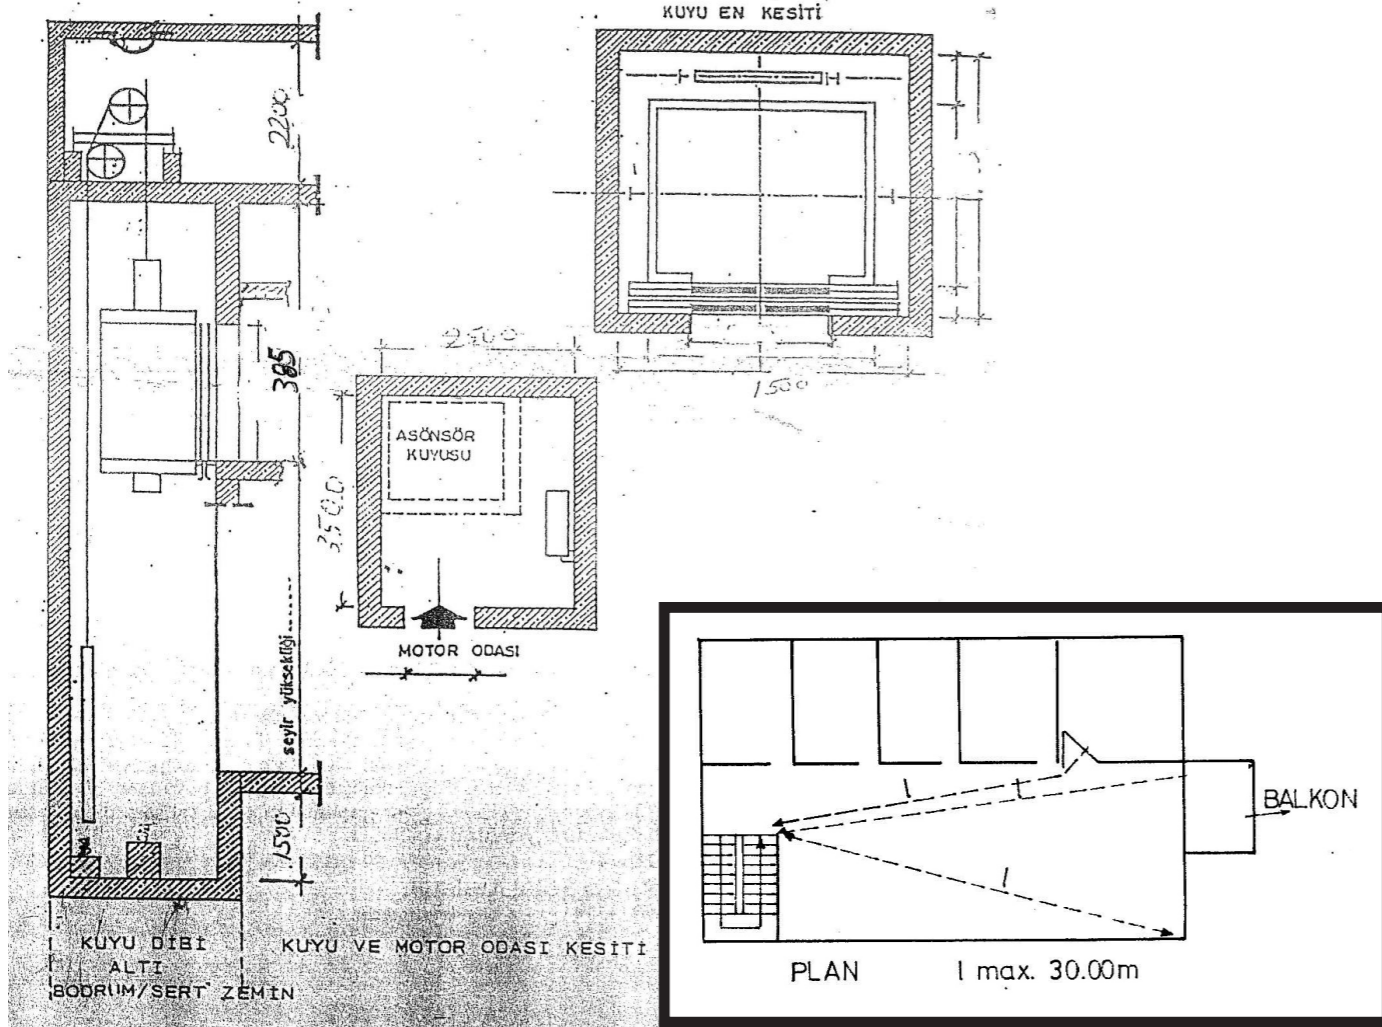 KUYU EN KESİTİ
2200
385
2500
1500
ASÖNSÖR
KUYUSU
3500
MOTOR ODASI
seyir yüksekliği
1500
l
l
l
BALKON
PLAN
l max. 30.00m
KUYU DİBİ
ALTI
BODRUM/SERT ZEMİN
KUYU VE MOTOR ODASI KESİTİ